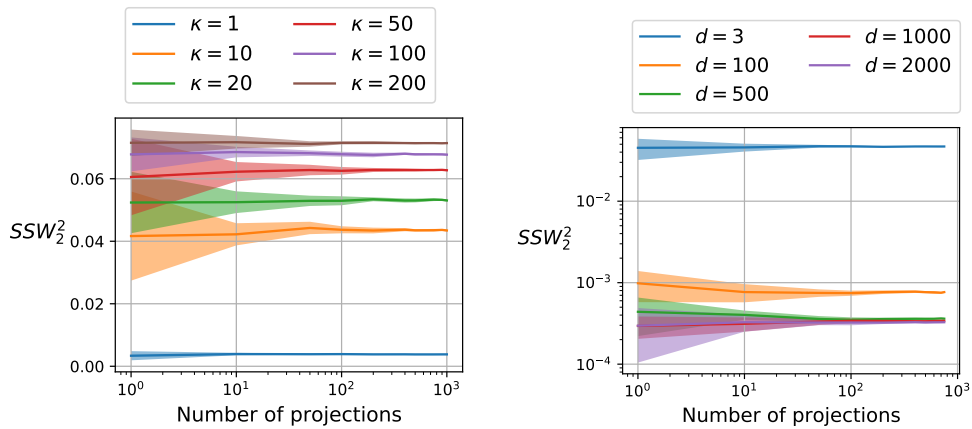 κ = 1
κ = 10
κ = 20
κ = 50
κ = 100
κ = 200
0.06
0.04
0.02
0.00
SSW₂²
10⁰
10¹
10²
10³
Number of projections
d = 3
d = 100
d = 500
d = 1000
d = 2000
10⁻²
10⁻³
10⁻⁴
SSW₂²
10⁰
10¹
10²
Number of projections